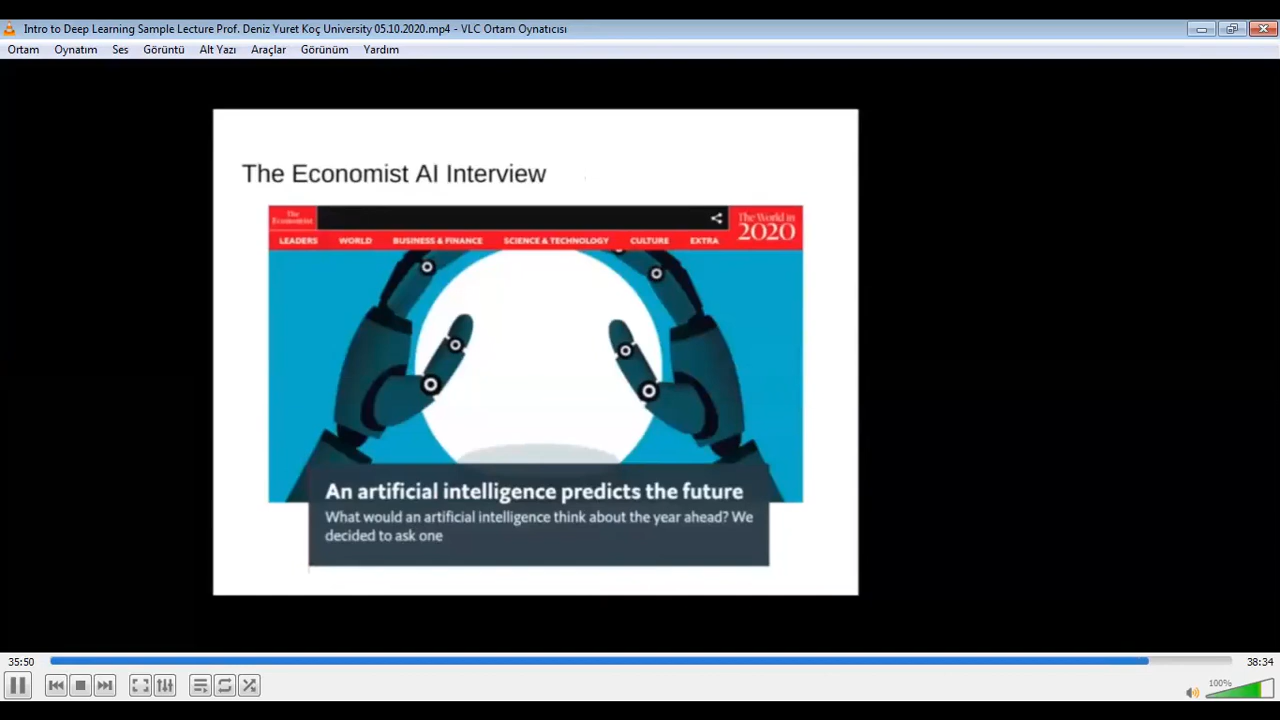 Intro to Deep Learning Sample Lecture Prof. Deniz Yuret Koç University 05.10.2020.mp4 - VLC Ortam Oynatıcısı
Ortam Oynatım Ses Görüntü Alt Yazı Araçlar Görünüm Yardım
The Economist AI Interview
The
Economist
The World in
2020
LEADERS WORLD BUSINESS & FINANCE SCIENCE & TECHNOLOGY CULTURE EXTRA
An artificial intelligence predicts the future
What would an artificial intelligence think about the year ahead? We
decided to ask one
35:50 38:34
100%